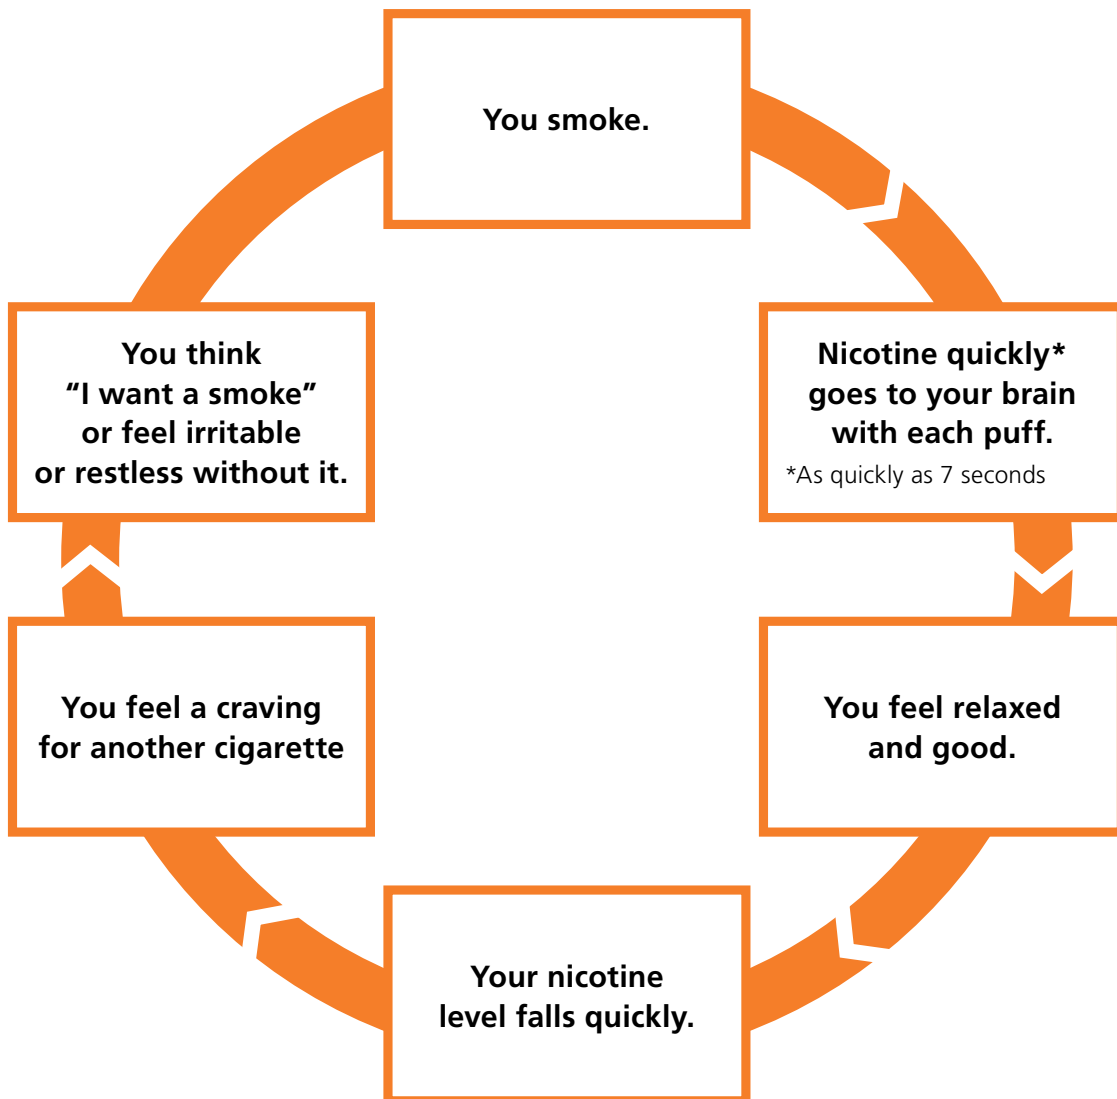 You smoke.
Nicotine quickly*
goes to your brain
with each puff.
*As quickly as 7 seconds
You feel relaxed
and good.
Your nicotine
level falls quickly.
You feel a craving
for another cigarette
You think
“I want a smoke”
or feel irritable
or restless without it.